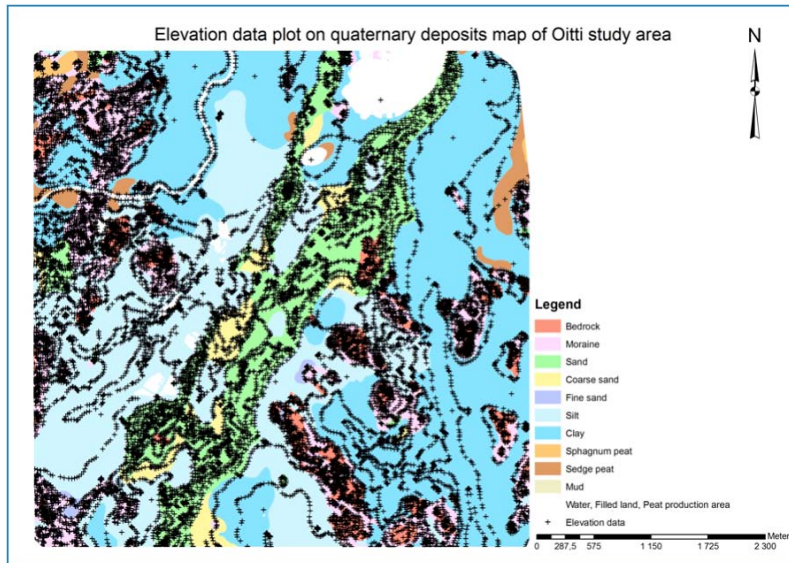 Elevation data plot on quaternary deposits map of Oitti study area
N
Legend
Bedrock
Moraine
Sand
Coarse sand
Fine sand
Silt
Clay
Sphagnum peat
Sedge peat
Mud
Water, Filled land, Peat production area
+ Elevation data
Meter
0 287,5 575 1 150 1 725 2 300